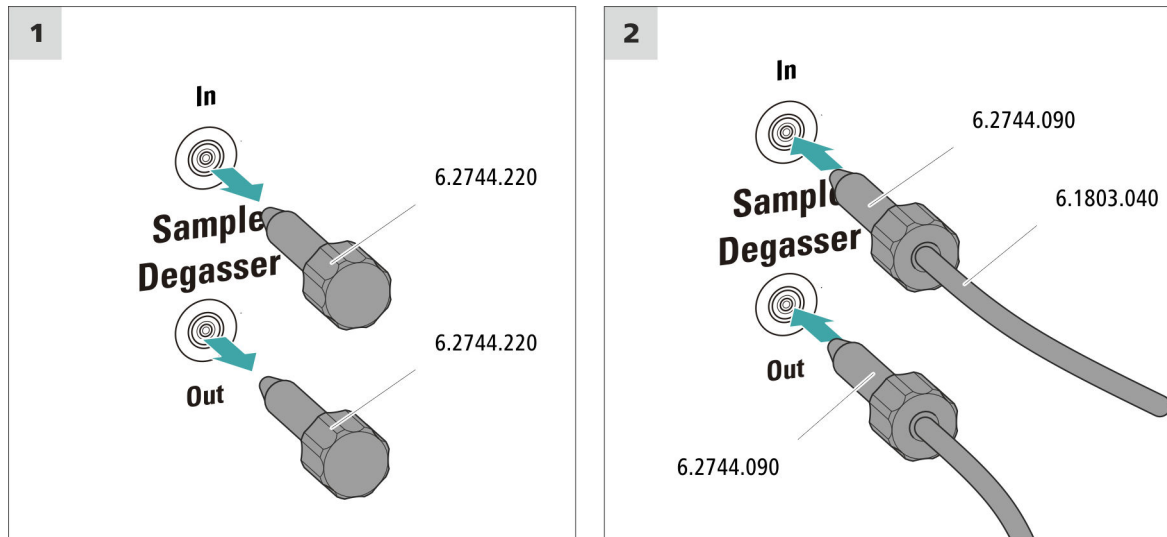 1
In
6.2744.220
Sample
Degasser
6.2744.220
Out
2
In
6.2744.090
6.1803.040
Sample
Degasser
Out
6.2744.090